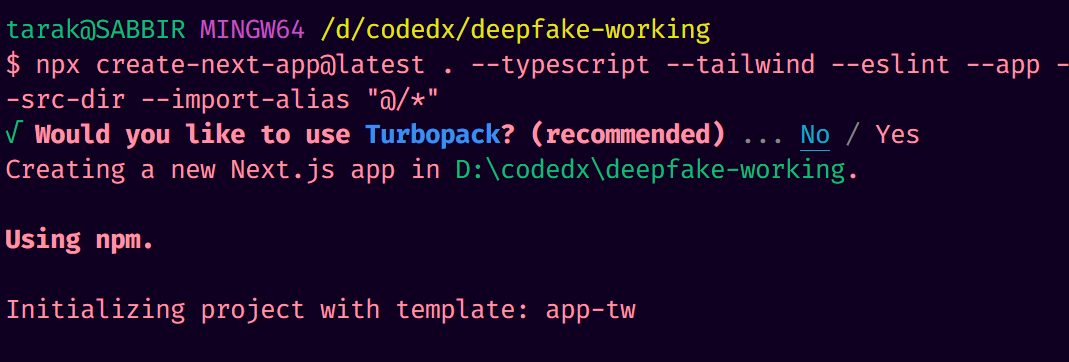 tarak@SABBIR MINGW64 /d/codedx/deepfake-working
$ npx create-next-app@latest . --typescript --tailwind --eslint --app -
-src-dir --import-alias "@/*"
√ Would you like to use Turbopack? (recommended) ... No / Yes
Creating a new Next.js app in D:\codedx\deepfake-working.
Using npm.
Initializing project with template: app-tw